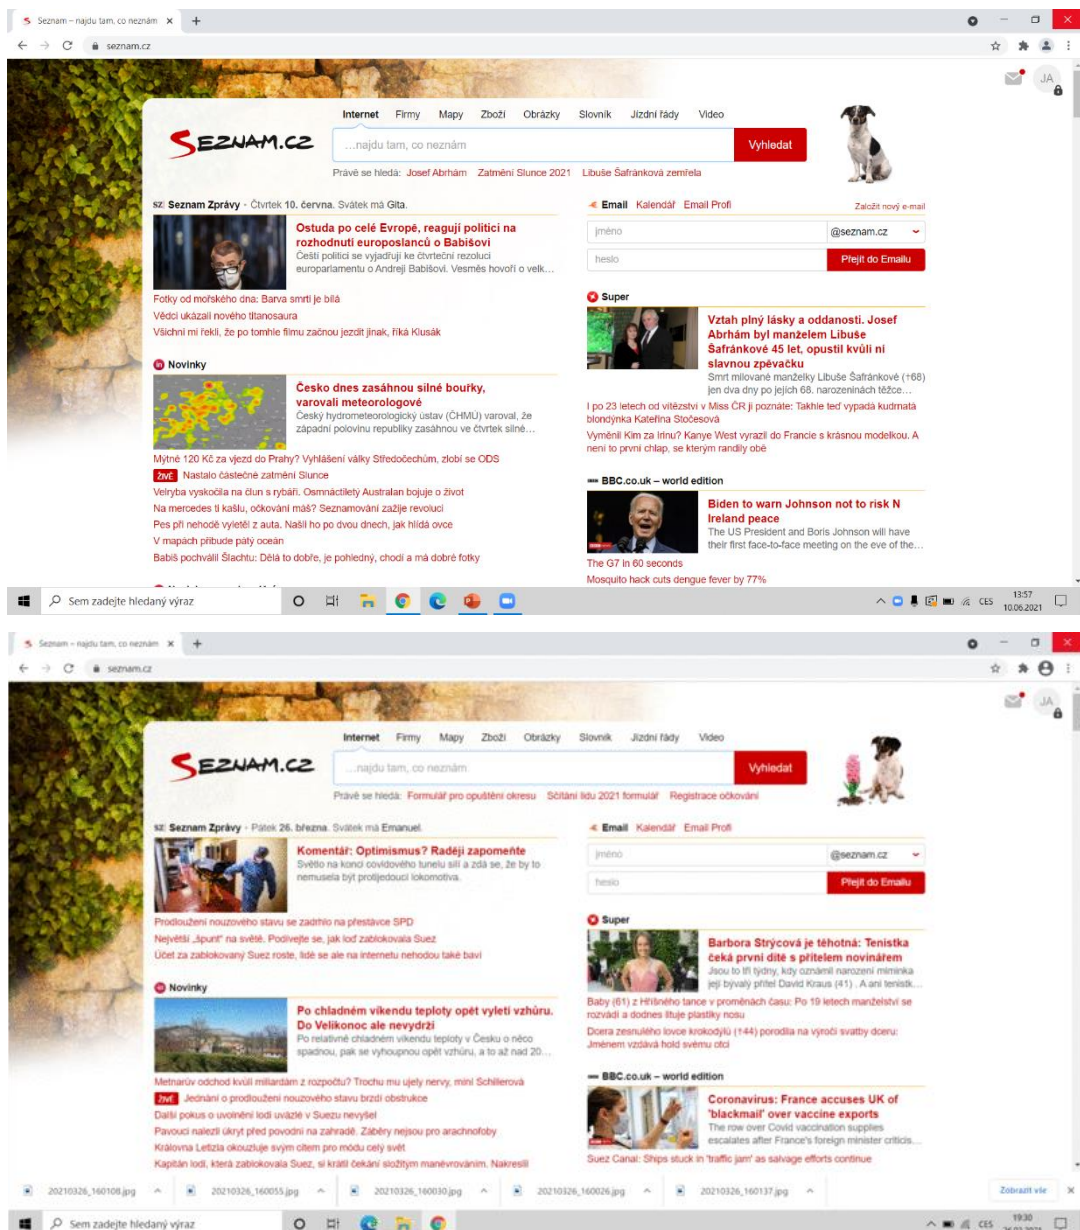 Seznam – najdu tam, co neznám
seznam.cz
JA
Internet Firmy Mapy Zboží Obrázky Slovník Jízdní řády Video
SEZNAM.CZ
...najdu tam, co neznám
Vyhledat
Právě se hledá: Josef Abrhám Zatmění Slunce 2021 Libuše Šafránková zemřela
SZ Seznam Zprávy - Čtvrtek 10. června. Svátek má Gita.
Ostuda po celé Evropě, reagují politici na
rozhodnutí europoslanců o Babišovi
Čeští politici se vyjadřují ke čtvrteční rezoluci
europarlamentu o Andreji Babišovi. Vesměs hovoří o velk...
Fotky od mořského dna: Barva smrti je bílá
Vědci ukázali nového titanosaura
Všichni mi řekli, že po tomhle filmu začnou jezdit jinak, říká Klusák
Novinky
Česko dnes zasáhnou silné bouřky,
varovali meteorologové
Český hydrometeorologický ústav (ČHMÚ) varoval, že
západní polovinu republiky zasáhnou ve čtvrtek silné...
Mýtné 120 Kč za vjezd do Prahy? Vyhlášení války Středočechům, zlobí se ODS
ŽIVĚ Nastalo částečné zatmění Slunce
Velryba vyskočila na člun s rybáři. Osmnáctiletý Australan bojuje o život
Na mercedes ti kašlu, očkování máš? Seznamování zažije revoluci
Pes při nehodě vyletěl z auta. Našli ho po dvou dnech, jak hlídá ovce
V mapách přibude pátý oceán
Babiš pochválil Šlachtu: Dělá to dobře, je pohledný, chodí a má dobré fotky
Email Kalendář Email Profi
Založit nový e-mail
jméno
@seznam.cz
heslo
Přejít do Emailu
Super
Vztah plný lásky a oddanosti. Josef
Abrhám byl manželem Libuše
Šafránkové 45 let, opustil kvůli ní
slavnou zpěvačku
Smrt milované manželky Libuše Šafránkové (†68)
jen dva dny po jejích 68. narozeninách těžce...
I po 23 letech od vítězství v Miss ČR ji poznáte: Takhle teď vypadá kudrnatá
blondýnka Kateřina Stočesová
Vyměnil Kim za Irinu? Kanye West vyrazil do Francie s krásnou modelkou. A
není to první chlap, se kterým randily obě
BBC.co.uk – world edition
Biden to warn Johnson not to risk N
Ireland peace
The US President and Boris Johnson will have
their first face-to-face meeting on the eve of the...
The G7 in 60 seconds
Mosquito hack cuts dengue fever by 77%
Sem zadejte hledaný výraz
CES
13:57
10.06.2021
Seznam – najdu tam, co neznám
seznam.cz
JA
Internet Firmy Mapy Zboží Obrázky Slovník Jízdní řády Video
SEZNAM.CZ
...najdu tam, co neznám
Vyhledat
Právě se hledá: Formulář pro opuštění okresu Sčítání lidu 2021 formulář Registrace očkování
SZ Seznam Zprávy - Pátek 26. března. Svátek má Emanuel.
Komentář: Optimismus? Raději zapomeňte
Světlo na konci covidového tunelu sílí a zdá se, že by to
nemusela být protijedoucí lokomotiva.
Prodloužení nouzového stavu se zadrhlo na přestávce SPD
Největší „špunt" na světě. Podívejte se, jak loď zablokovala Suez
Účet za zablokovaný Suez roste, lidé se ale na internetu nehodou také baví
Novinky
Po chladném víkendu teploty opět vyletí vzhůru.
Do Velikonoc ale nevydrží
Po relativně chladném víkendu teploty v Česku o něco
spadnou, pak se vyhoupnou opět vzhůru, a to až nad 20...
Metnarův odchod kvůli miliardám z rozpočtu? Trochu mu ujely nervy, míní Schillerová
ŽIVĚ Jednání o prodloužení nouzového stavu brzdí obstrukce
Další pokus o uvolnění lodi uvázlé v Suezu nevyšel
Pavouci nalezli úkryt před povodní na zahradě. Záběry nejsou pro arachnofoby
Královna Letizia okouzluje svým citem pro módu celý svět
Kapitán lodi, která zablokovala Suez, si krátil čekání složitým manévrováním. Nakreslil
Email Kalendář Email Profi
jméno
@seznam.cz
heslo
Přejít do Emailu
Super
Barbora Strýcová je těhotná: Tenistka
čeká první dítě s přítelem novinářem
Jsou to tři týdny, kdy oznámil narození miminka
její bývalý přítel David Kraus (41) . A ani tenistk...
Baby (61) z Hříšného tance v proměnách času: Po 19 letech manželství se
rozvádí a dodnes lituje plastiky nosu
Dcera zesnulého lovce krokodýlů (†44) porodila na výročí svatby dceru:
Jménem vzdává hold svému otci
BBC.co.uk – world edition
Coronavirus: France accuses UK of
'blackmail' over vaccine exports
The row over Covid vaccination supplies
escalates after France's foreign minister criticis...
Suez Canal: Ships stuck in 'traffic jam' as salvage efforts continue
20210326_160108.jpg 20210326_160055.jpg 20210326_160030.jpg 20210326_160026.jpg 20210326_160137.jpg Zobrazit vše
Sem zadejte hledaný výraz
CES
19:30